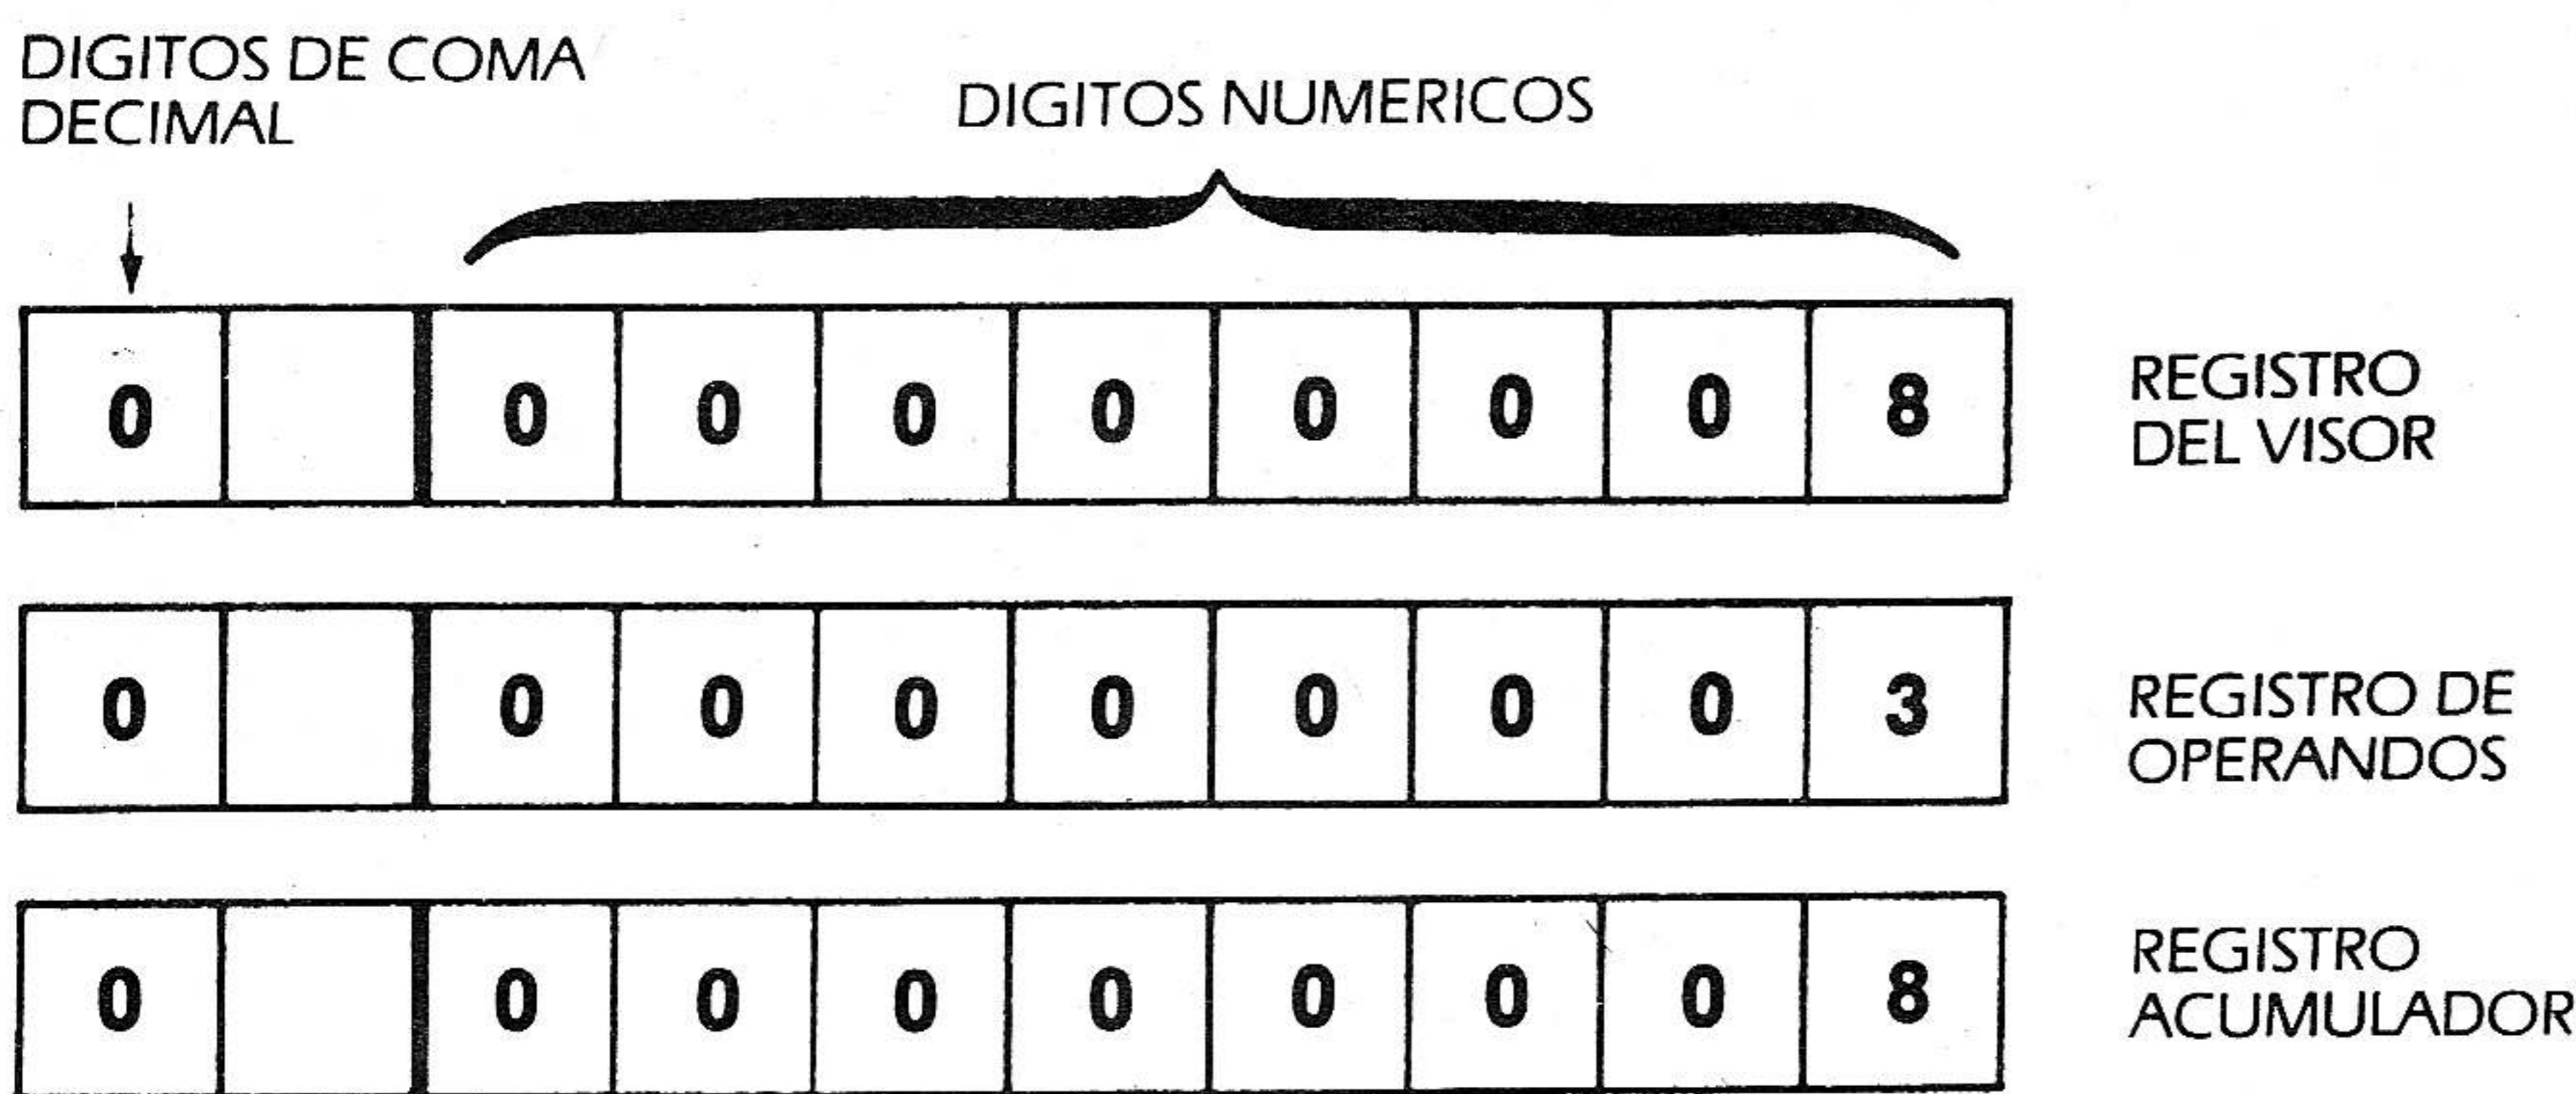 DIGITOS DE COMA
DECIMAL
DIGITOS NUMERICOS
0 0 0 0 0 0 0 0 8
REGISTRO
DEL VISOR
0 0 0 0 0 0 0 0 3
REGISTRO DE
OPERANDOS
0 0 0 0 0 0 0 0 8
REGISTRO
ACUMULADOR